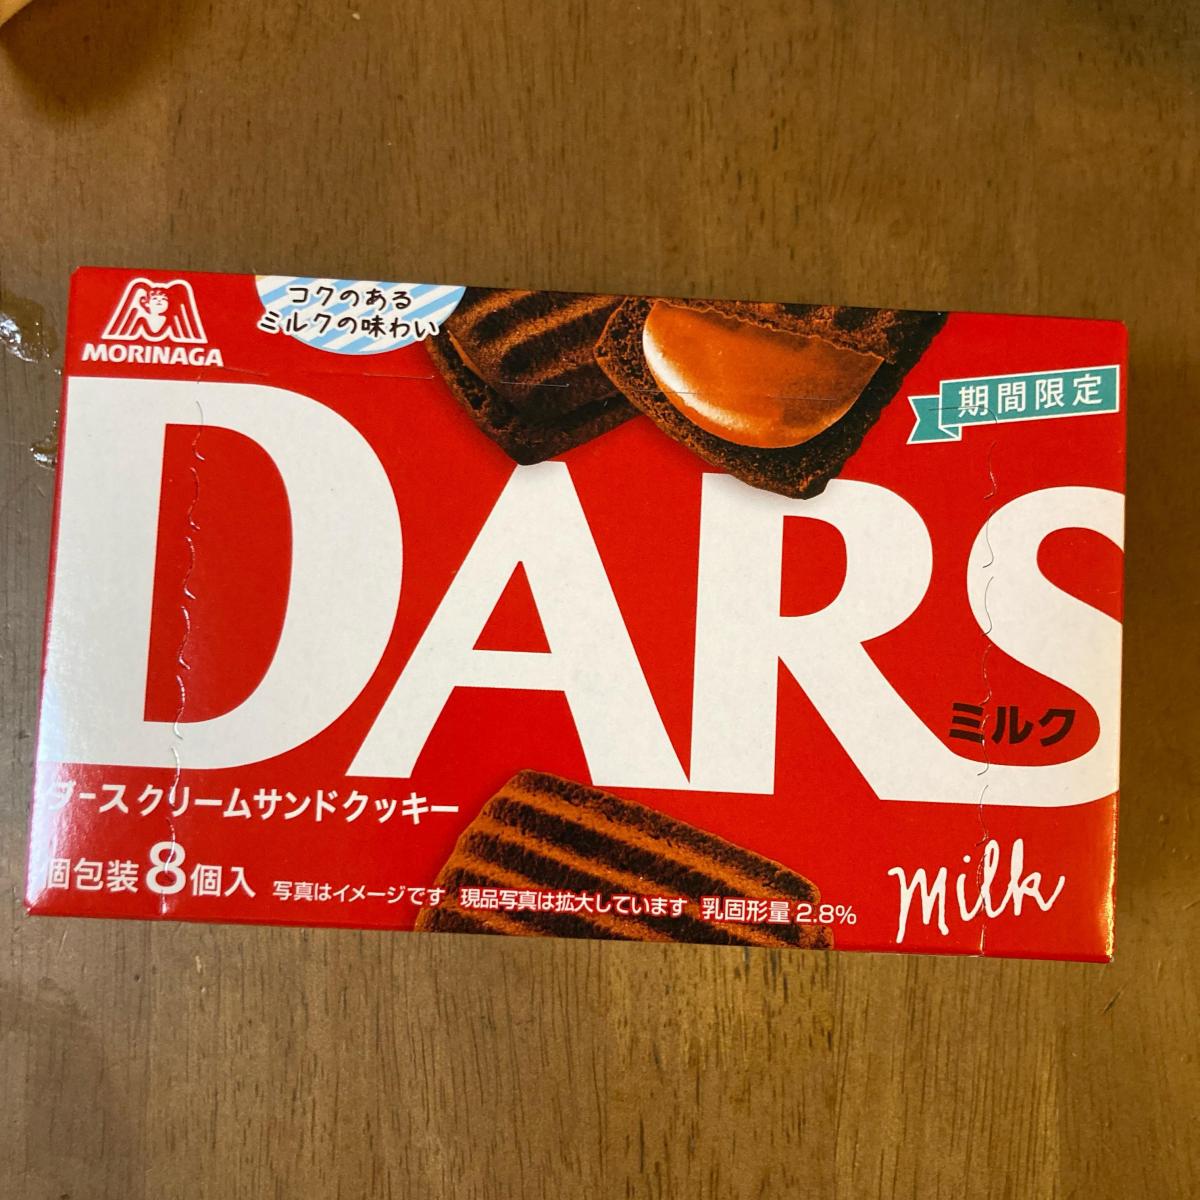 コクのある
ミルクの味わい
MORINAGA
期間限定
DARS
ミルク
ダースクリームサンドクッキー
個包装8個入
写真はイメージです 現品写真は拡大しています 乳固形量 2.8%
milk